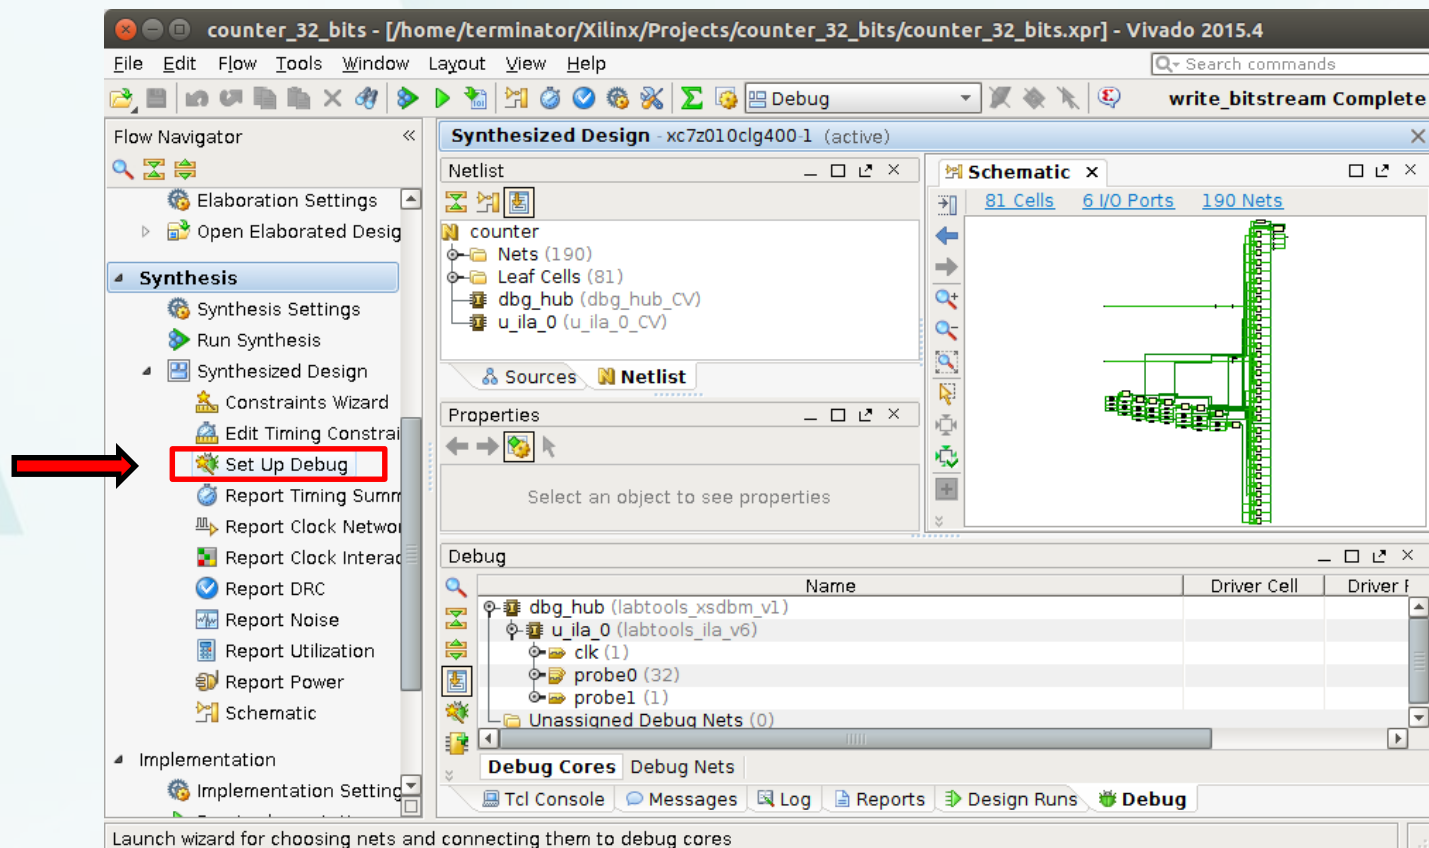 counter_32_bits - [/home/terminator/Xilinx/Projects/counter_32_bits/counter_32_bits.xpr] - Vivado 2015.4
File Edit Flow Tools Window Layout View Help
Search commands
Debug
write_bitstream Complete
Flow Navigator
Elaboration Settings
Open Elaborated Desig
Synthesis
Synthesis Settings
Run Synthesis
Synthesized Design
Constraints Wizard
Edit Timing Constrai
Set Up Debug
Report Timing Summ
Report Clock Networ
Report Clock Interac
Report DRC
Report Noise
Report Utilization
Report Power
Schematic
Implementation
Implementation Setting
Synthesized Design - xc7z010clg400-1 (active)
Netlist
counter
Nets (190)
Leaf Cells (81)
dbg_hub (dbg_hub_CV)
u_ila_0 (u_ila_0_CV)
Sources Netlist
Properties
Select an object to see properties
Schematic
81 Cells 6 I/O Ports 190 Nets
Debug
Name Driver Cell Driver
dbg_hub (labtools_xsdbm_v1)
u_ila_0 (labtools_ila_v6)
clk (1)
probe0 (32)
probe1 (1)
Unassigned Debug Nets (0)
Debug Cores Debug Nets
Tcl Console Messages Log Reports Design Runs Debug
Launch wizard for choosing nets and connecting them to debug cores